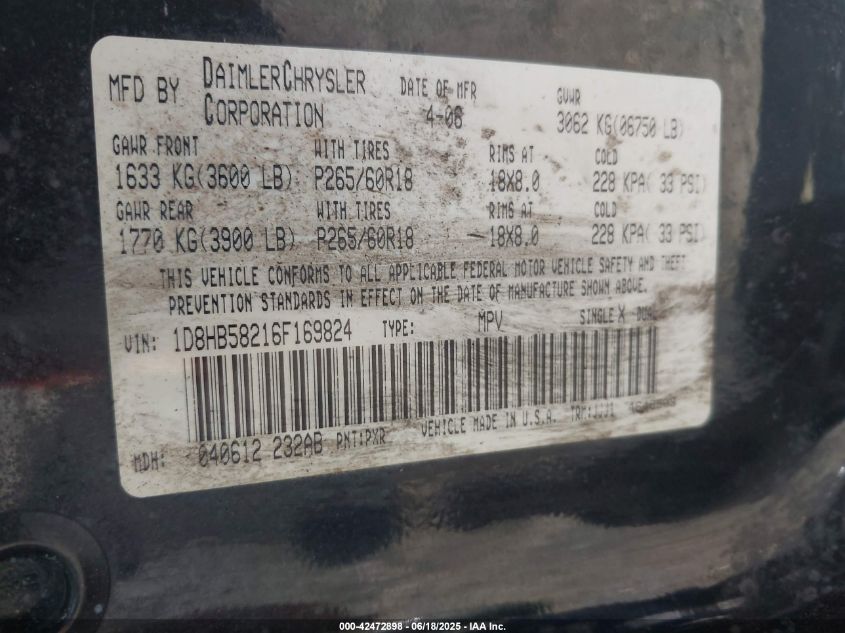 MFD BY DAIMLERCHRYSLER CORPORATION
DATE OF MFR 4-06
GVWR 3062 KG(06750 LB)
GAWR FRONT WITH TIRES RIMS AT COLD
1633 KG(3600 LB) P265/60R18 18X8.0 228 KPA( 33 PSI)
GAWR REAR WITH TIRES RIMS AT COLD
1770 KG(3900 LB) P265/60R18 18X8.0 228 KPA( 33 PSI)
THIS VEHICLE CONFORMS TO ALL APPLICABLE FEDERAL MOTOR VEHICLE SAFETY AND THEFT
PREVENTION STANDARDS IN EFFECT ON THE DATE OF MANUFACTURE SHOWN ABOVE.
VIN: 1D8HB58216F169824 TYPE: MPV SINGLE X DUAL
MDH: 040612 232AB PNT:PXR VEHICLE MADE IN U.S.A. TRM:JJJ1
000-42472898 - 06/18/2025 - IAA Inc.